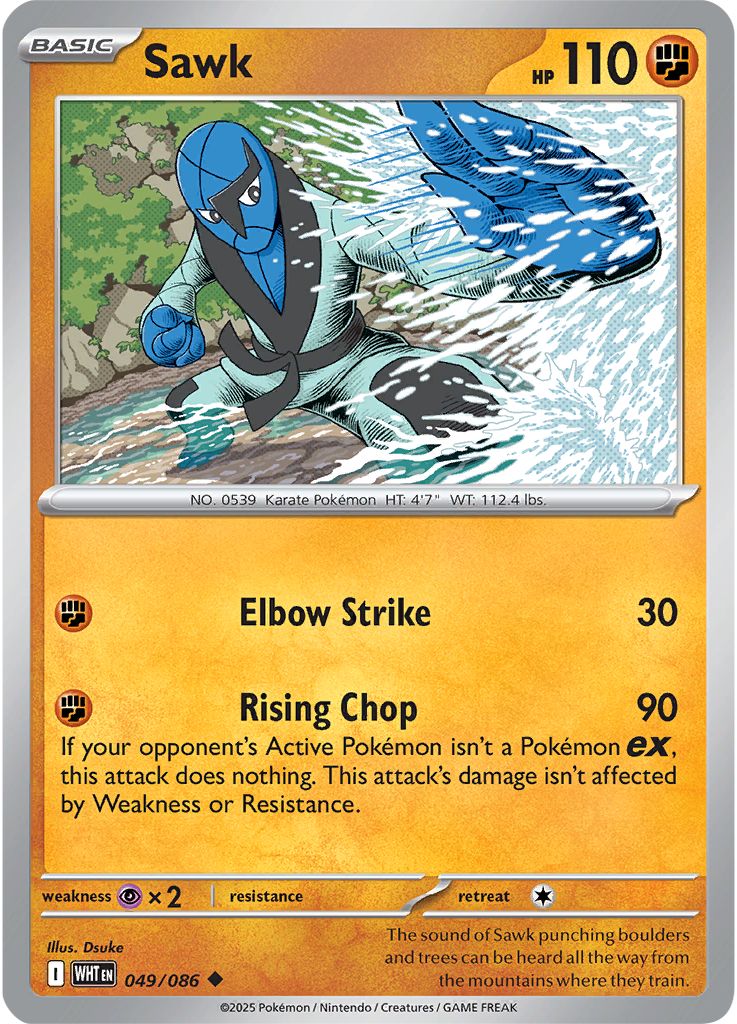 BASIC
Sawk
HP 110
NO. 0539 Karate Pokémon HT: 4'7" WT: 112.4 lbs.
Elbow Strike 30
Rising Chop 90
If your opponent's Active Pokémon isn't a Pokémon ex,
this attack does nothing. This attack's damage isn't affected
by Weakness or Resistance.
weakness ×2 resistance retreat
Illus. Dsuke
The sound of Sawk punching boulders
and trees can be heard all the way from
the mountains where they train.
I WHT EN 049/086
©2025 Pokémon / Nintendo / Creatures / GAME FREAK